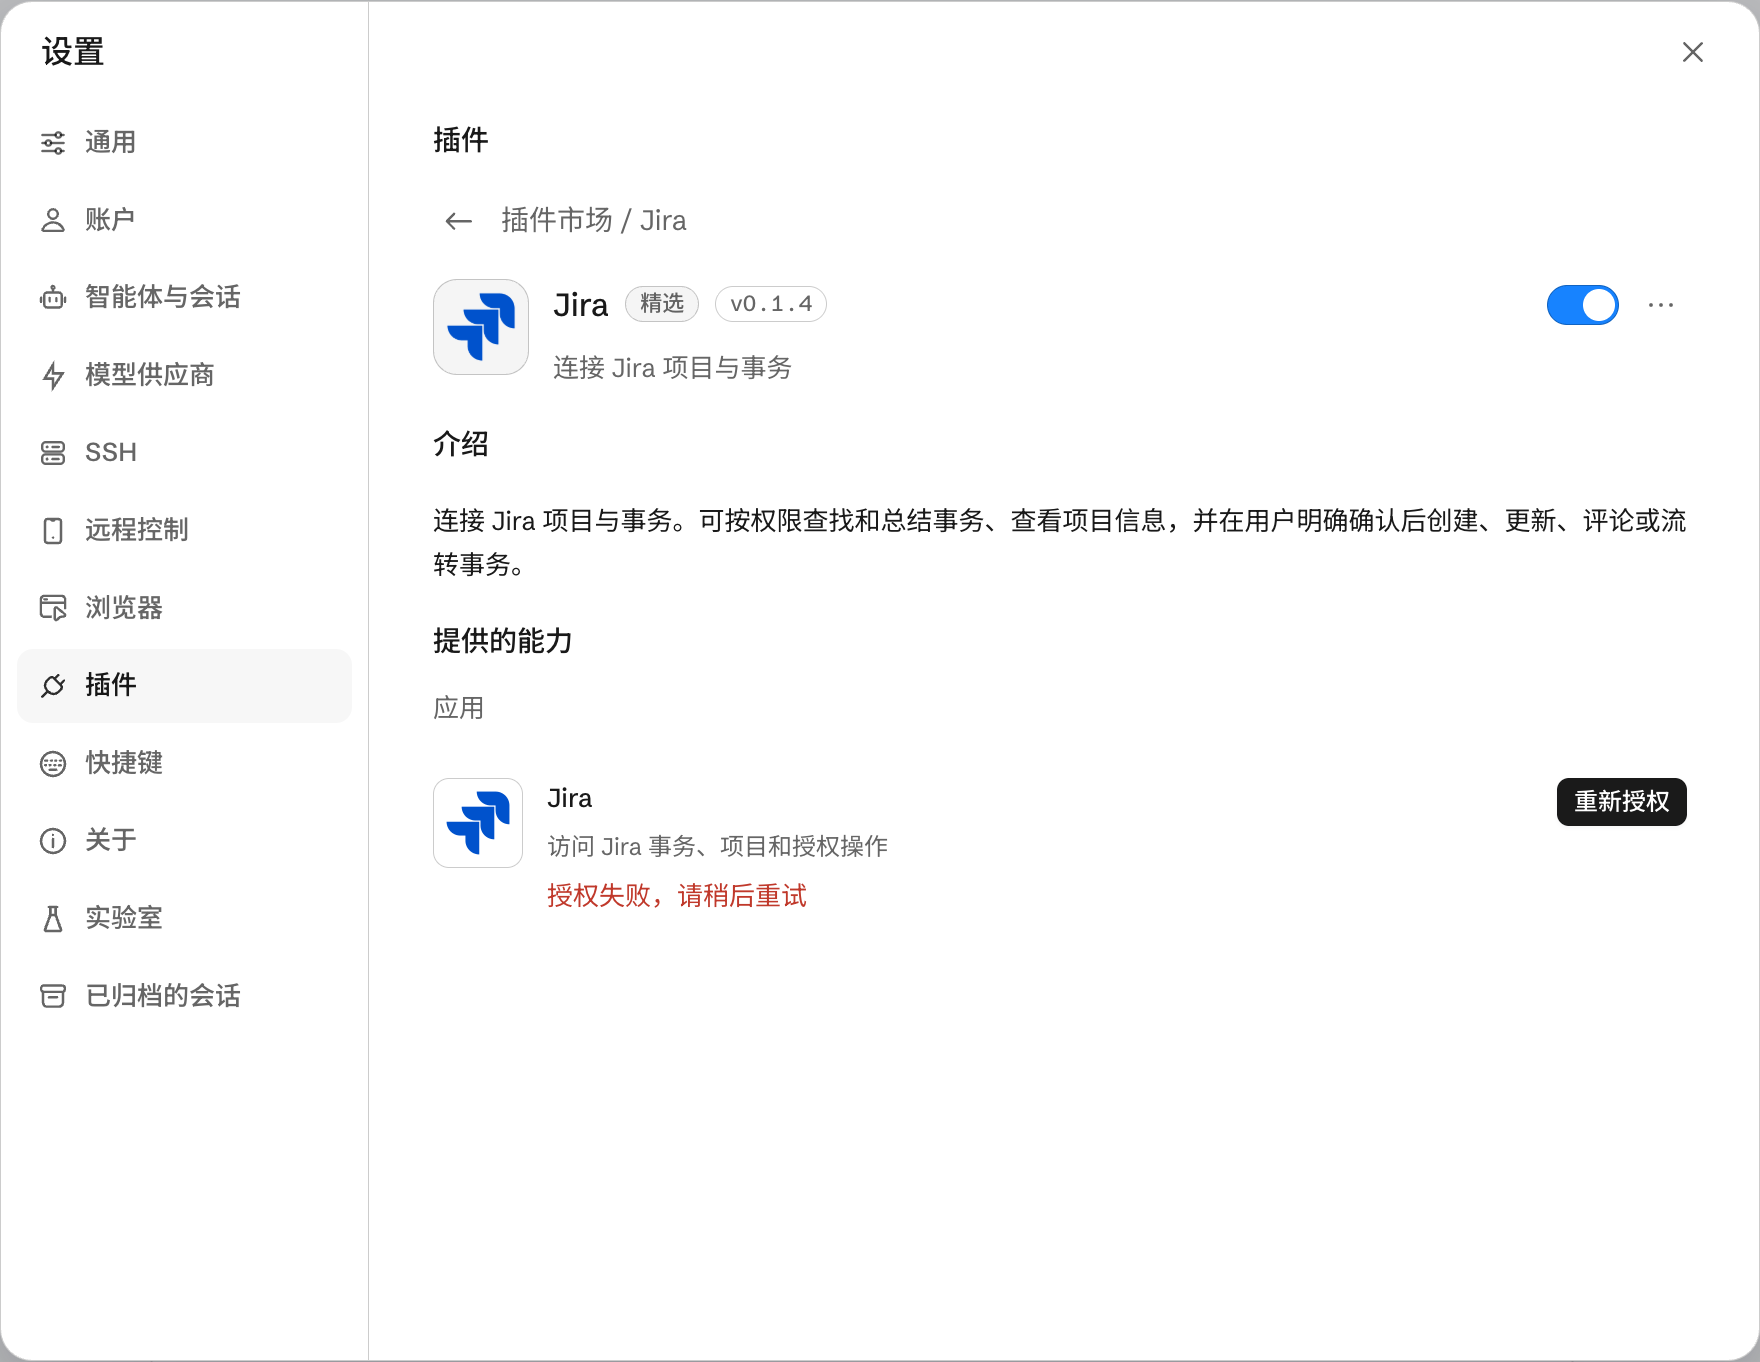 设置
通用
账户
智能体与会话
模型供应商
SSH
远程控制
浏览器
插件
快捷键
关于
实验室
已归档的会话
插件
插件市场 / Jira
Jira 精选 v0.1.4
连接 Jira 项目与事务
介绍
连接 Jira 项目与事务。可按权限查找和总结事务、查看项目信息，并在用户明确确认后创建、更新、评论或流
转事务。
提供的能力
应用
Jira
重新授权
访问 Jira 事务、项目和授权操作
授权失败，请稍后重试